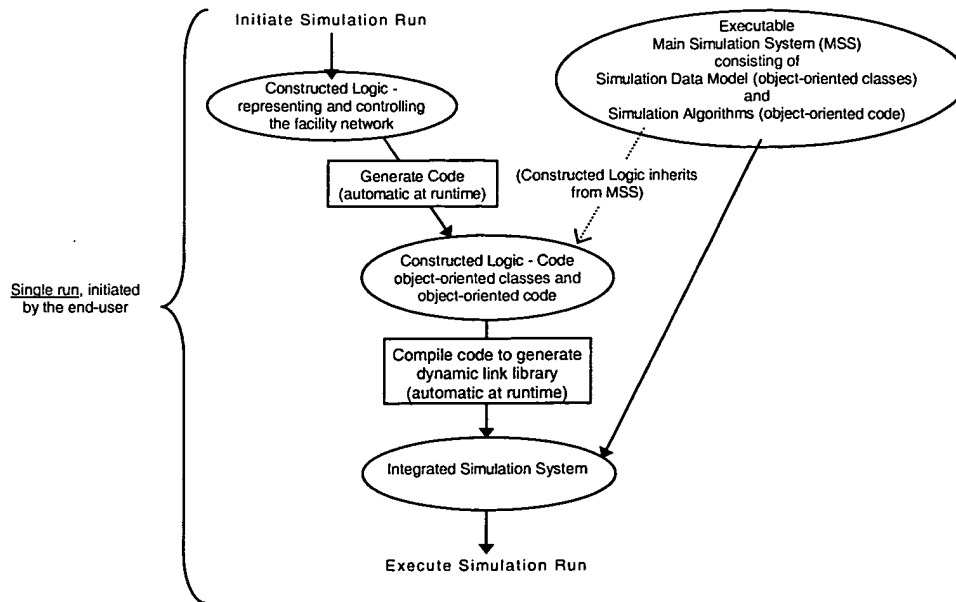 Initiate Simulation Run
Executable
Main Simulation System (MSS)
consisting of
Simulation Data Model (object-oriented classes)
and
Simulation Algorithms (object-oriented code)
Constructed Logic -
representing and controlling
the facility network
Generate Code
(automatic at runtime)
(Constructed Logic inherits
from MSS)
Constructed Logic - Code
object-oriented classes and
object-oriented code
Single run, initiated
by the end-user
Compile code to generate
dynamic link library
(automatic at runtime)
Integrated Simulation System
Execute Simulation Run